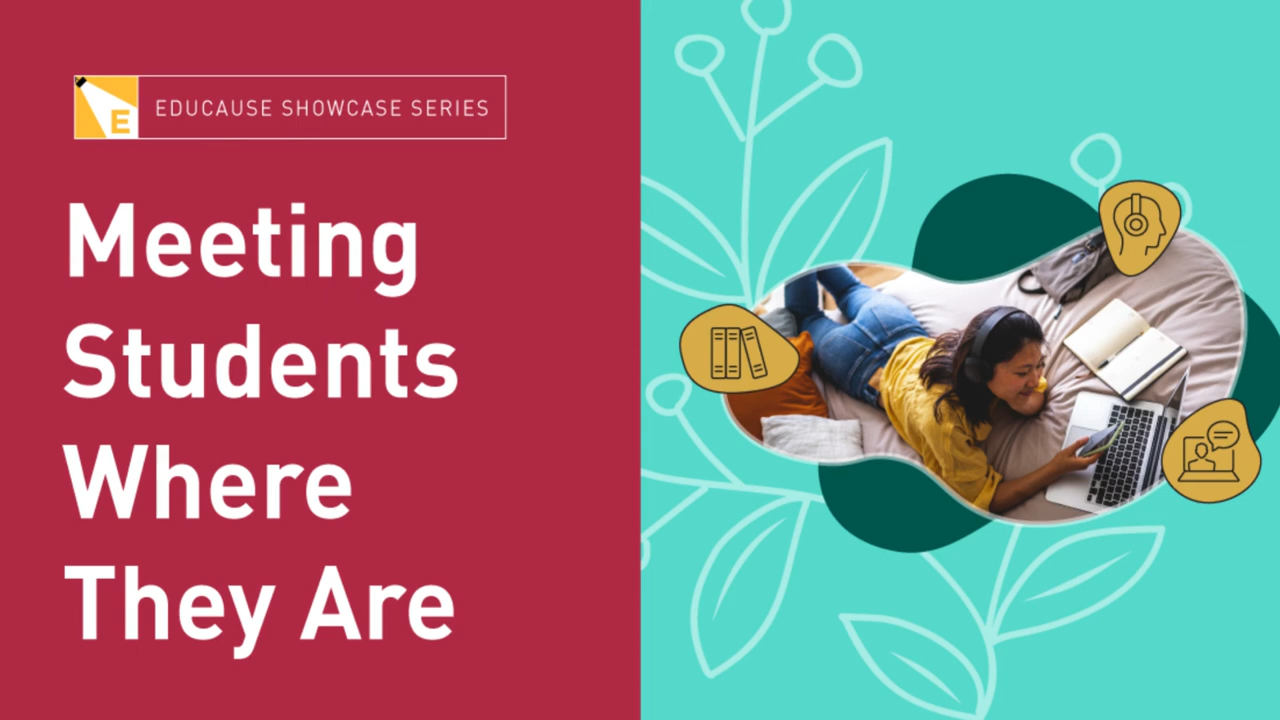 E
EDUCAUSE SHOWCASE SERIES
Meeting
Students
Where
They Are